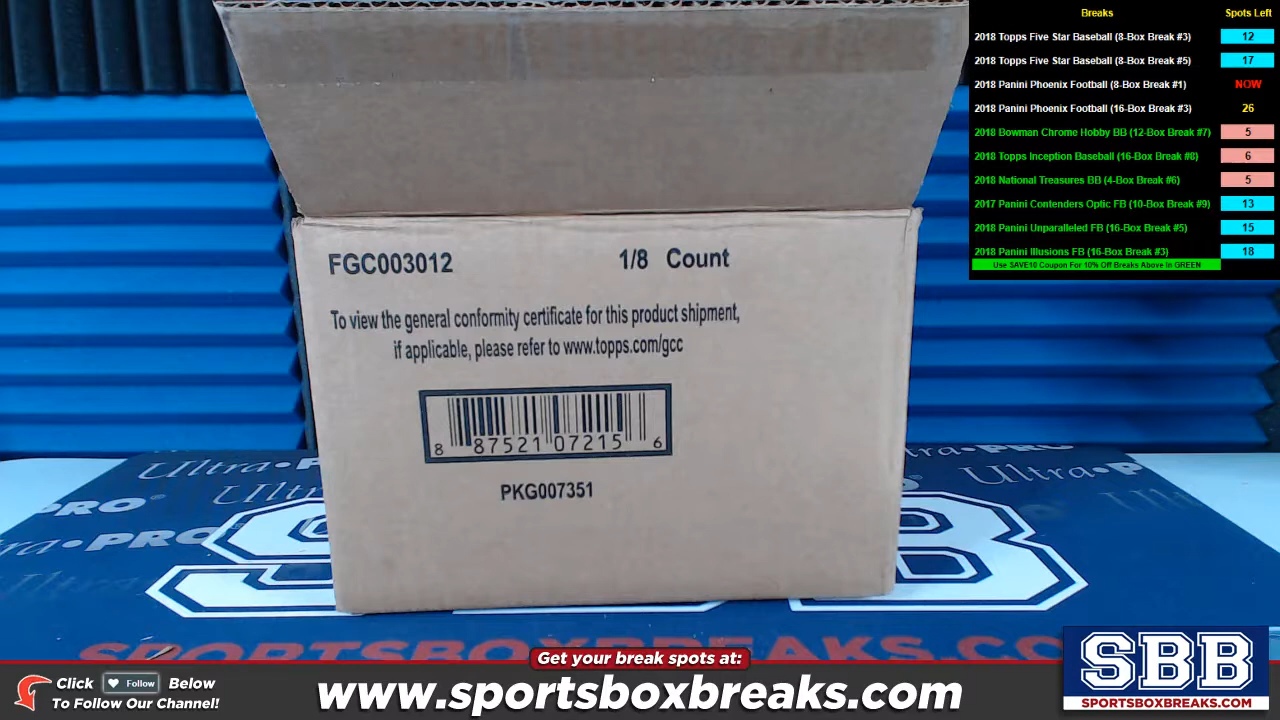 Breaks Spots Left
2018 Topps Five Star Baseball (8-Box Break #3) 12
2018 Topps Five Star Baseball (8-Box Break #5) 17
2018 Panini Phoenix Football (8-Box Break #1) NOW
2018 Panini Phoenix Football (16-Box Break #3) 26
2018 Bowman Chrome Hobby BB (12-Box Break #7) 5
2018 Topps Inception Baseball (16-Box Break #8) 6
2018 National Treasures BB (4-Box Break #6) 5
2017 Panini Contenders Optic FB (10-Box Break #9) 13
2018 Panini Unparalleled FB (16-Box Break #5) 15
2018 Panini Illusions FB (16-Box Break #3) 18
Use SAVE10 Coupon For 10% Off Breaks Above In GREEN
FGC003012 1/8 Count
To view the general conformity certificate for this product shipment,
if applicable, please refer to www.topps.com/gcc
8 87521 07215 6
PKG007351
Ultra•PRO
Ultra•PRO
S B
SPORTSBOXBREAKS.CO
Get your break spots at:
www.sportsboxbreaks.com
Click Follow Below
To Follow Our Channel!
SBB
SPORTSBOXBREAKS.COM